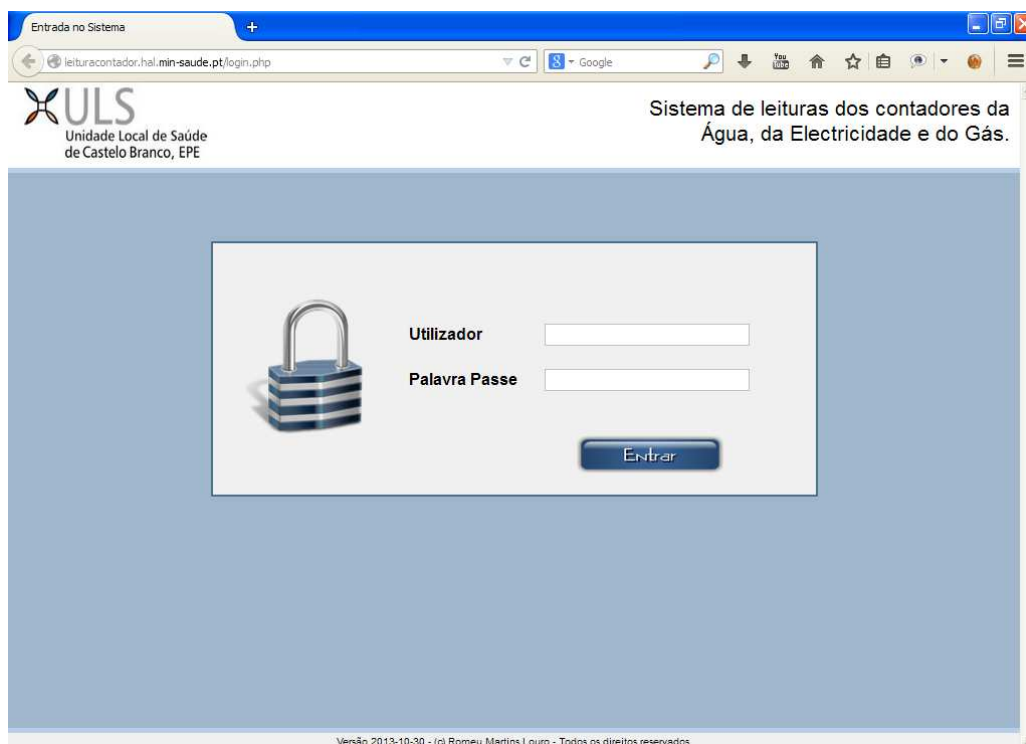 Entrada no Sistema
leituracontador.hal.min-saude.pt/login.php
Google
You
Tube
ULS
Unidade Local de Saúde
de Castelo Branco, EPE
Sistema de leituras dos contadores da
Água, da Electricidade e do Gás.
Utilizador
Palavra Passe
Entrar
Versão 2013-10-30 - (c) Romeu Martins Louro - Todos os direitos reservados